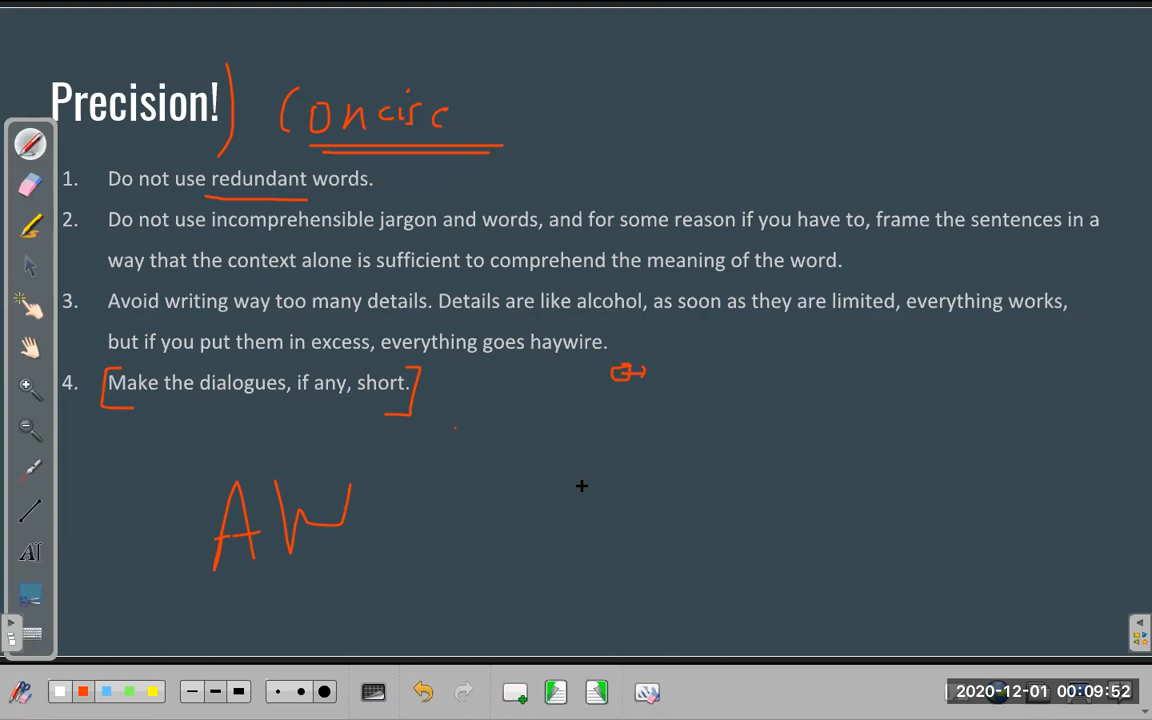 Precision!
Concise
1. Do not use redundant words.
2. Do not use incomprehensible jargon and words, and for some reason if you have to, frame the sentences in a
way that the context alone is sufficient to comprehend the meaning of the word.
3. Avoid writing way too many details. Details are like alcohol, as soon as they are limited, everything works,
but if you put them in excess, everything goes haywire.
4. Make the dialogues, if any, short.
AW
2020-12-01 00:09:52